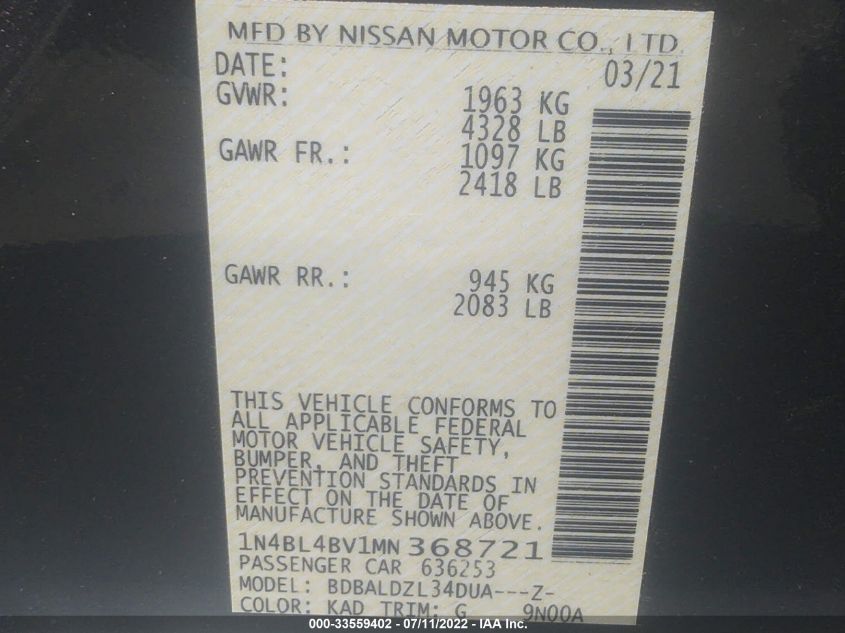 MFD BY NISSAN MOTOR CO., LTD.
DATE: 03/21
GVWR: 1963 KG
4328 LB
GAWR FR.: 1097 KG
2418 LB
GAWR RR.: 945 KG
2083 LB
THIS VEHICLE CONFORMS TO
ALL APPLICABLE FEDERAL
MOTOR VEHICLE SAFETY,
BUMPER, AND THEFT
PREVENTION STANDARDS IN
EFFECT ON THE DATE OF
MANUFACTURE SHOWN ABOVE.
1N4BL4BV1MN368721
PASSENGER CAR 636253
MODEL: BDBALDZL34DUA---Z-
COLOR: KAD TRIM: G 9N00A
000-33559402 - 07/11/2022 - IAA Inc.